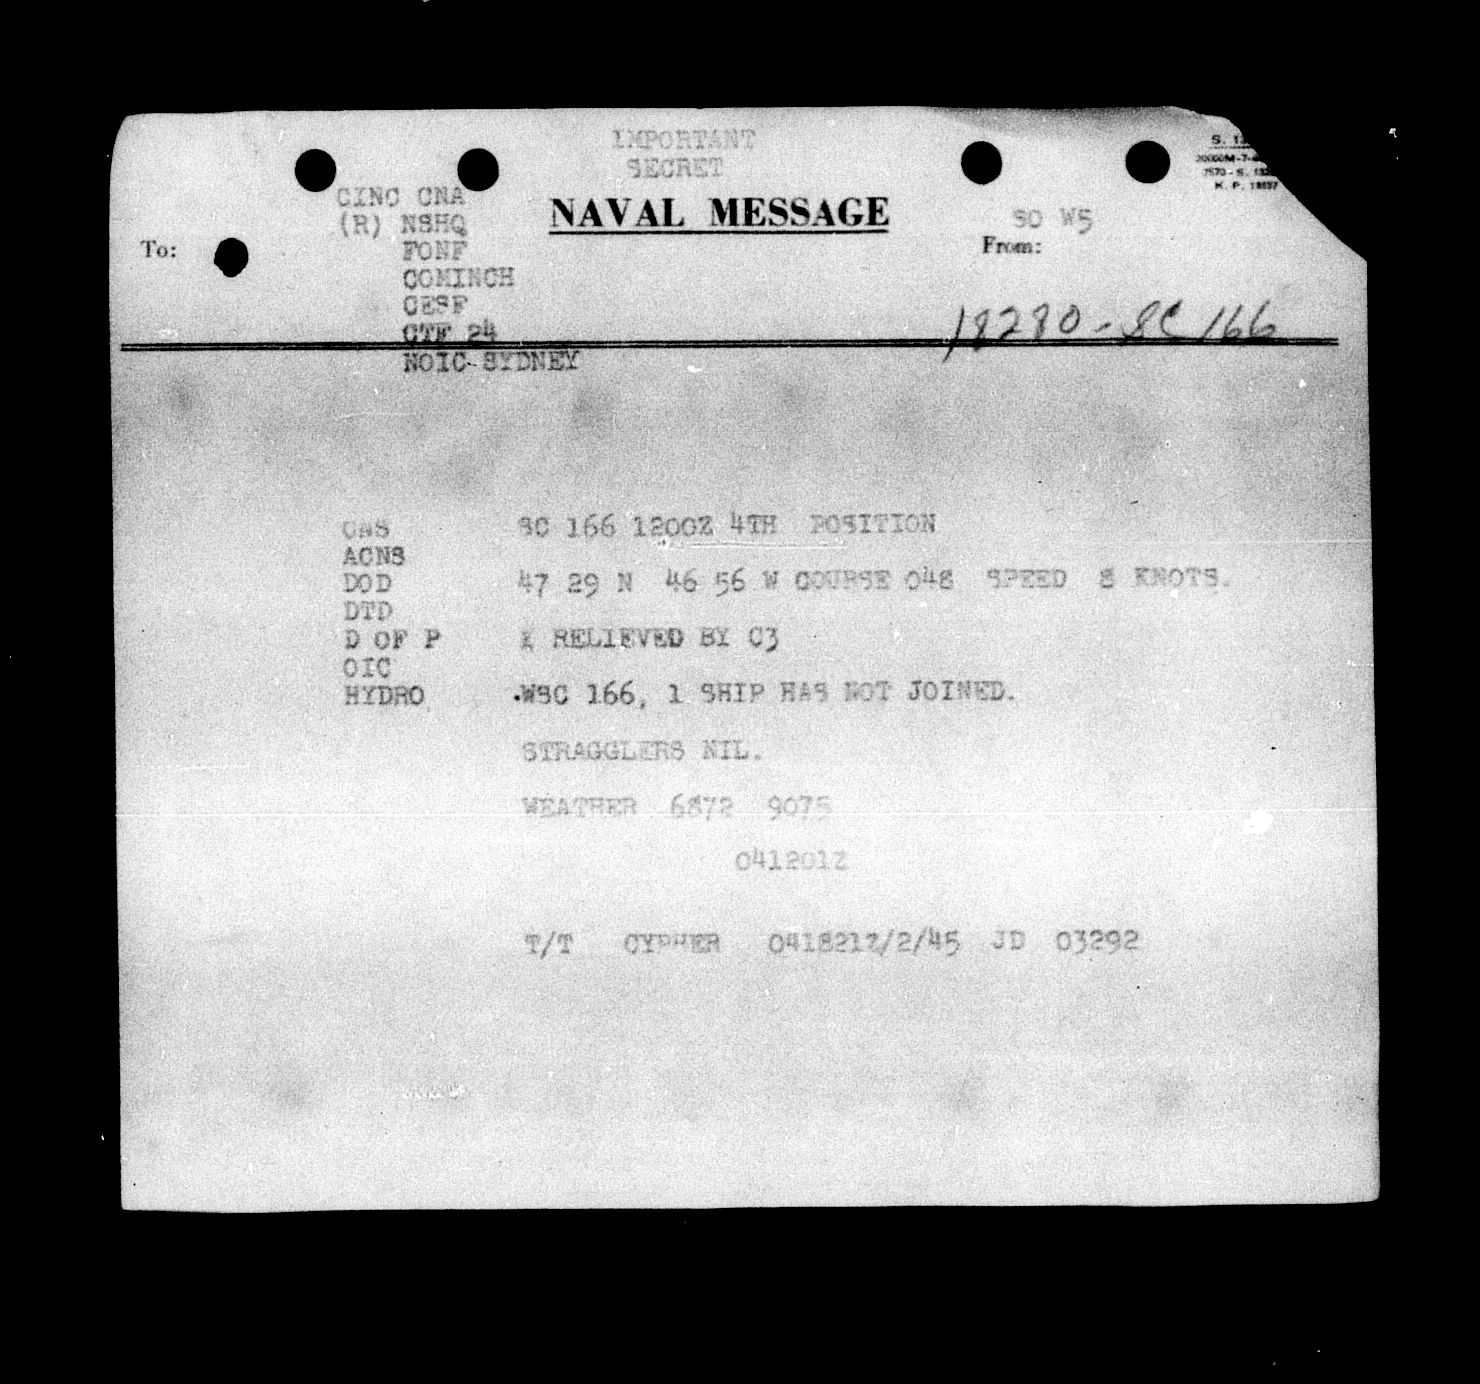 IMPORTANT
SECRET
NAVAL MESSAGE
CINC CNA
(R) NSHQ
FONF
COMINCH
CESF
CTF 24
NOIC SYDNEY
To:
SO W5
From:
18280 - SC 166
CNS SC 166 1200Z 4TH POSITION
ACNS
DOD 47 29 N 46 56 W COURSE 048 SPEED 8 KNOTS.
DTD
D OF P RELIEVED BY C3
OIC
HYDRO .WSC 166, 1 SHIP HAS NOT JOINED.
STRAGGLERS NIL.
WEATHER 6872 9075
041201Z
T/T CYPHER 041821Z/2/45 JD 03292